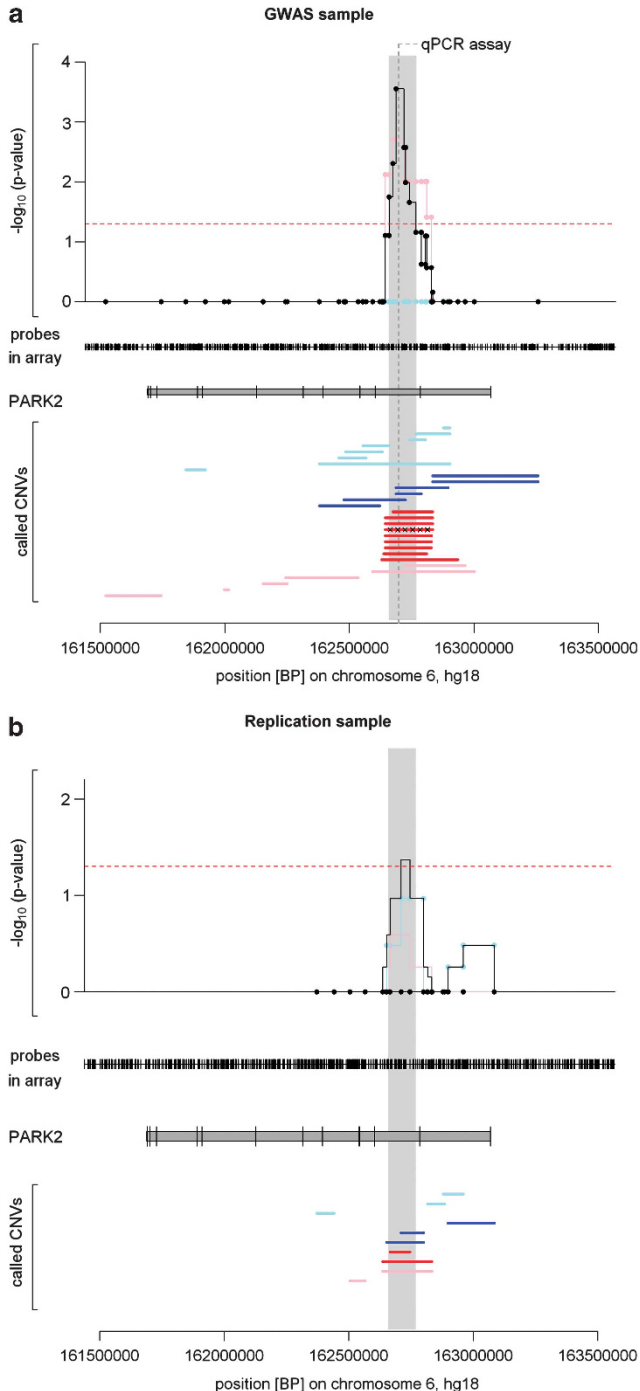 a
GWAS sample
qPCR assay
4
3
2
1
0
-log10 (p-value)
probes
in array
PARK2
called CNVs
161500000 162000000 162500000 163000000 163500000
position [BP] on chromosome 6, hg18
b
Replication sample
2
1
0
-log10 (p-value)
probes
in array
PARK2
called CNVs
161500000 162000000 162500000 163000000 163500000
position [BP] on chromosome 6, hg18